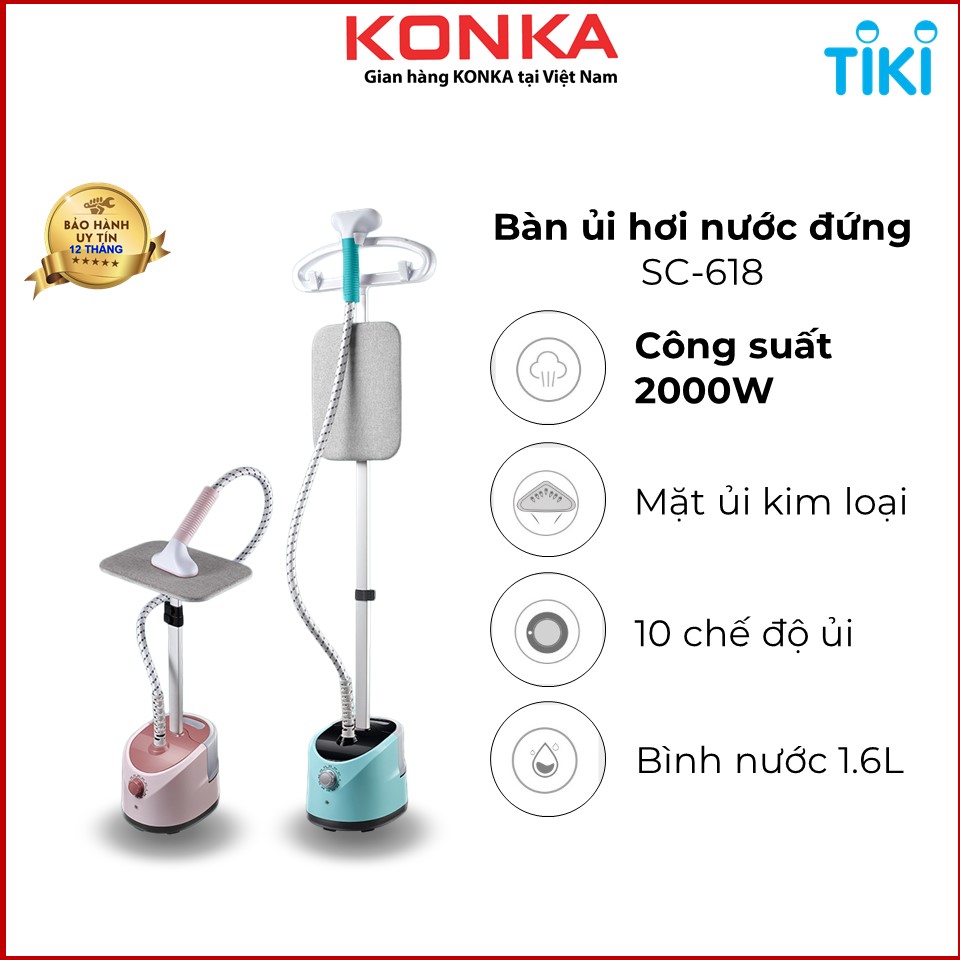 KONKA
Gian hàng KONKA tại Việt Nam
TiKi
BẢO HÀNH
UY TÍN
12 THÁNG
Bàn ủi hơi nước đứng
SC-618
Công suất
2000W
Mặt ủi kim loại
10 chế độ ủi
Bình nước 1.6L